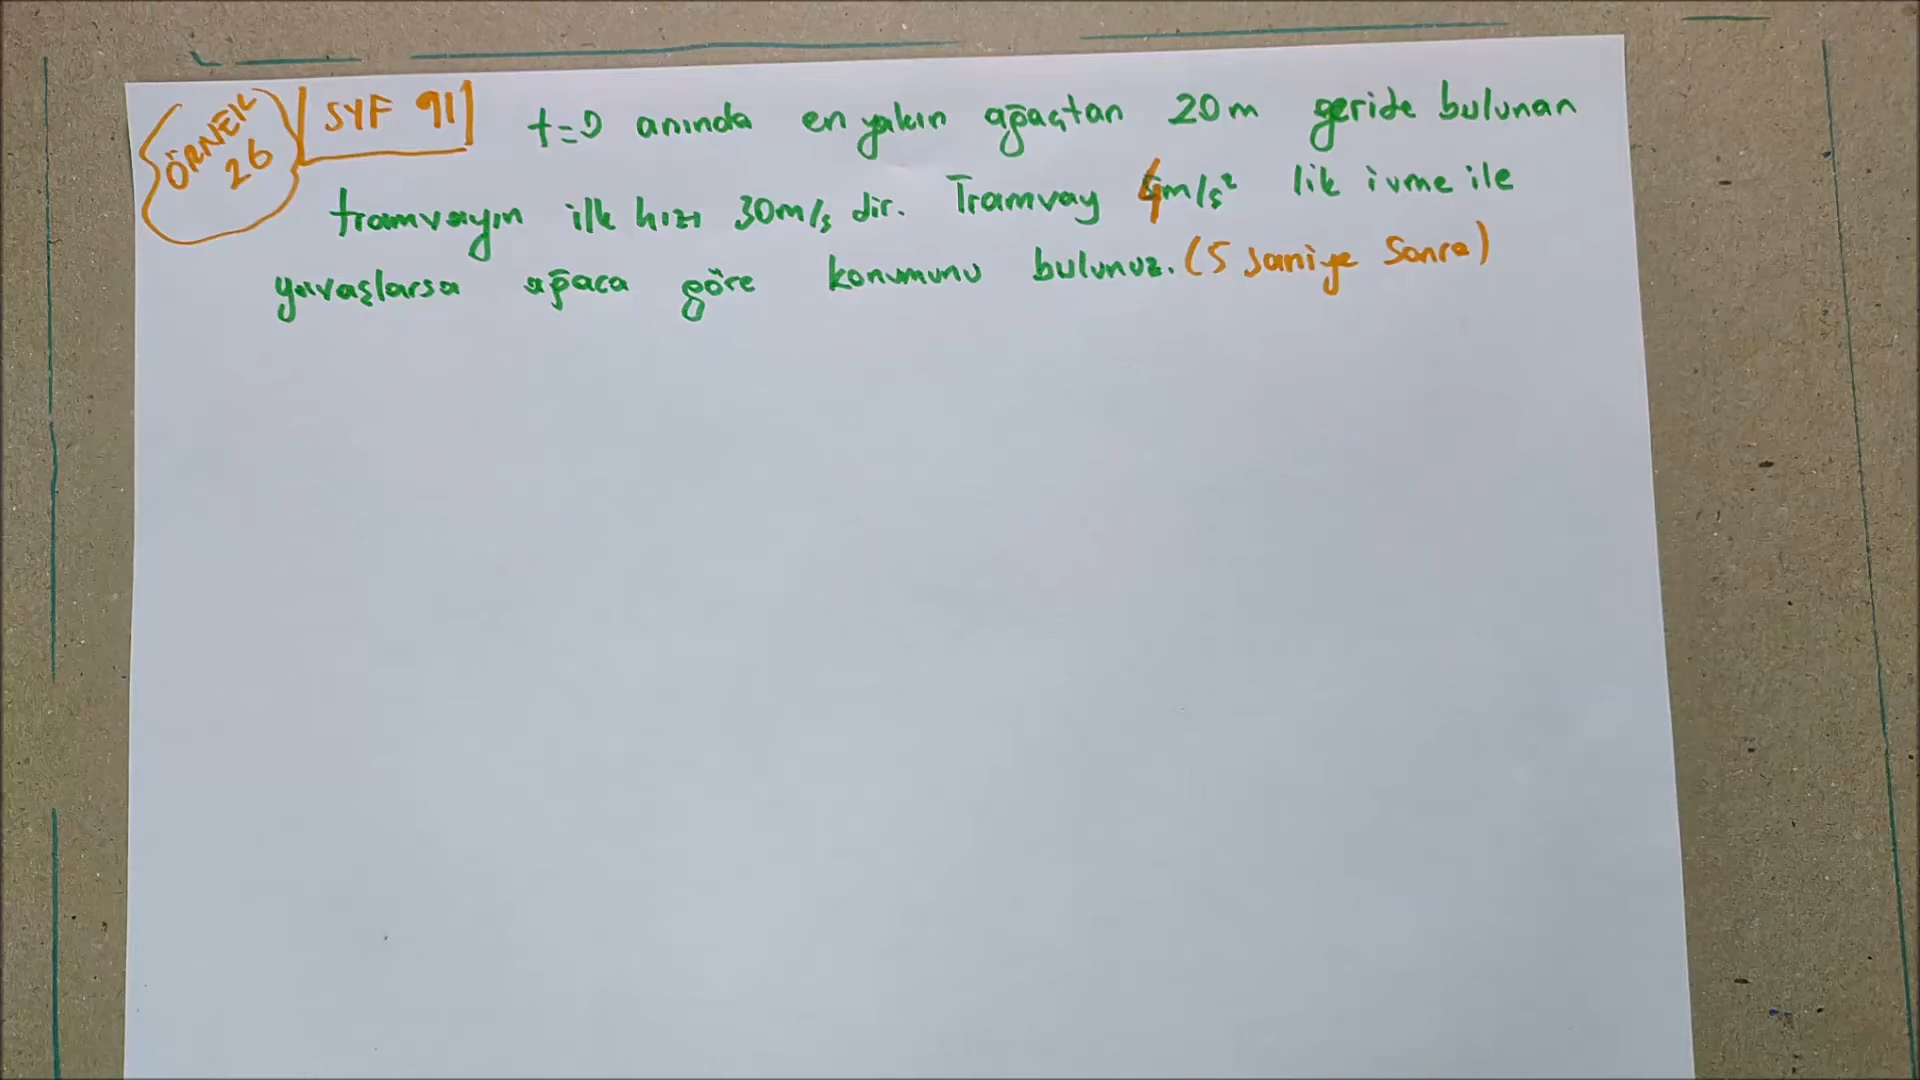 ÖRNEK 26
SYF 91
t=0 anında en yakın ağaçtan 20m geride bulunan
tramvayın ilk hızı 30m/s dir. Tramvay 4m/s² lik ivme ile
yavaşlarsa ağaca göre konumunu bulunuz. (5 saniye sonra)